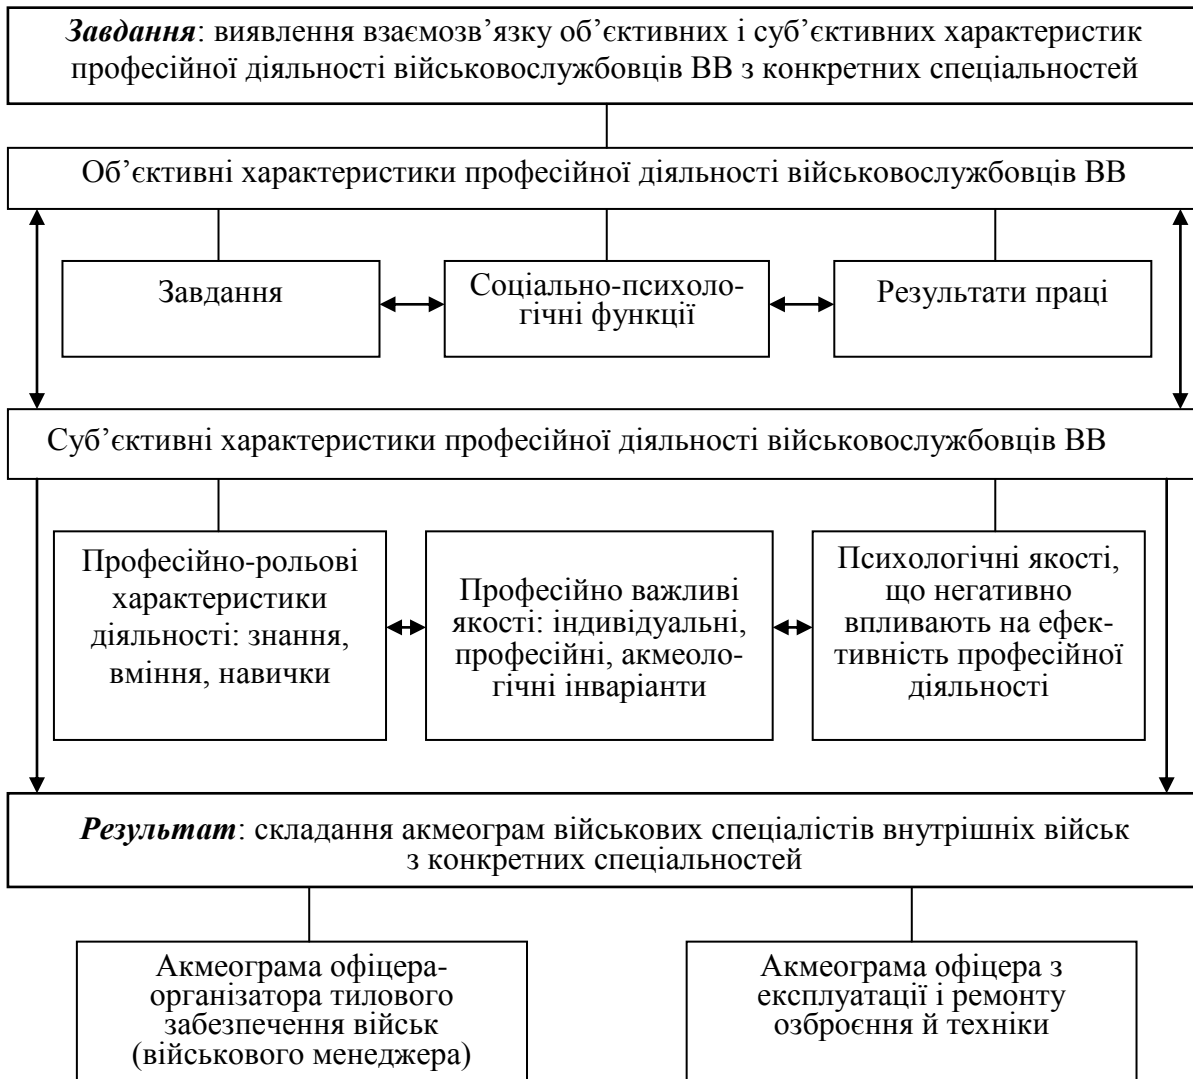 Завдання: виявлення взаємозв’язку об’єктивних і суб’єктивних характеристик
професійної діяльності військовослужбовців ВВ з конкретних спеціальностей
Об’єктивні характеристики професійної діяльності військовослужбовців ВВ
Завдання
Соціально-психоло-
гічні функції
Результати праці
Суб’єктивні характеристики професійної діяльності військовослужбовців ВВ
Професійно-рольові
характеристики
діяльності: знання,
вміння, навички
Професійно важливі
якості: індивідуальні,
професійні, акмеоло-
гічні інваріанти
Психологічні якості,
що негативно
впливають на ефек-
тивність професійної
діяльності
Результат: складання акмеограм військових спеціалістів внутрішніх військ
з конкретних спеціальностей
Акмеограма офіцера-
організатора тилового
забезпечення військ
(військового менеджера)
Акмеограма офіцера з
експлуатації і ремонту
озброєння й техніки